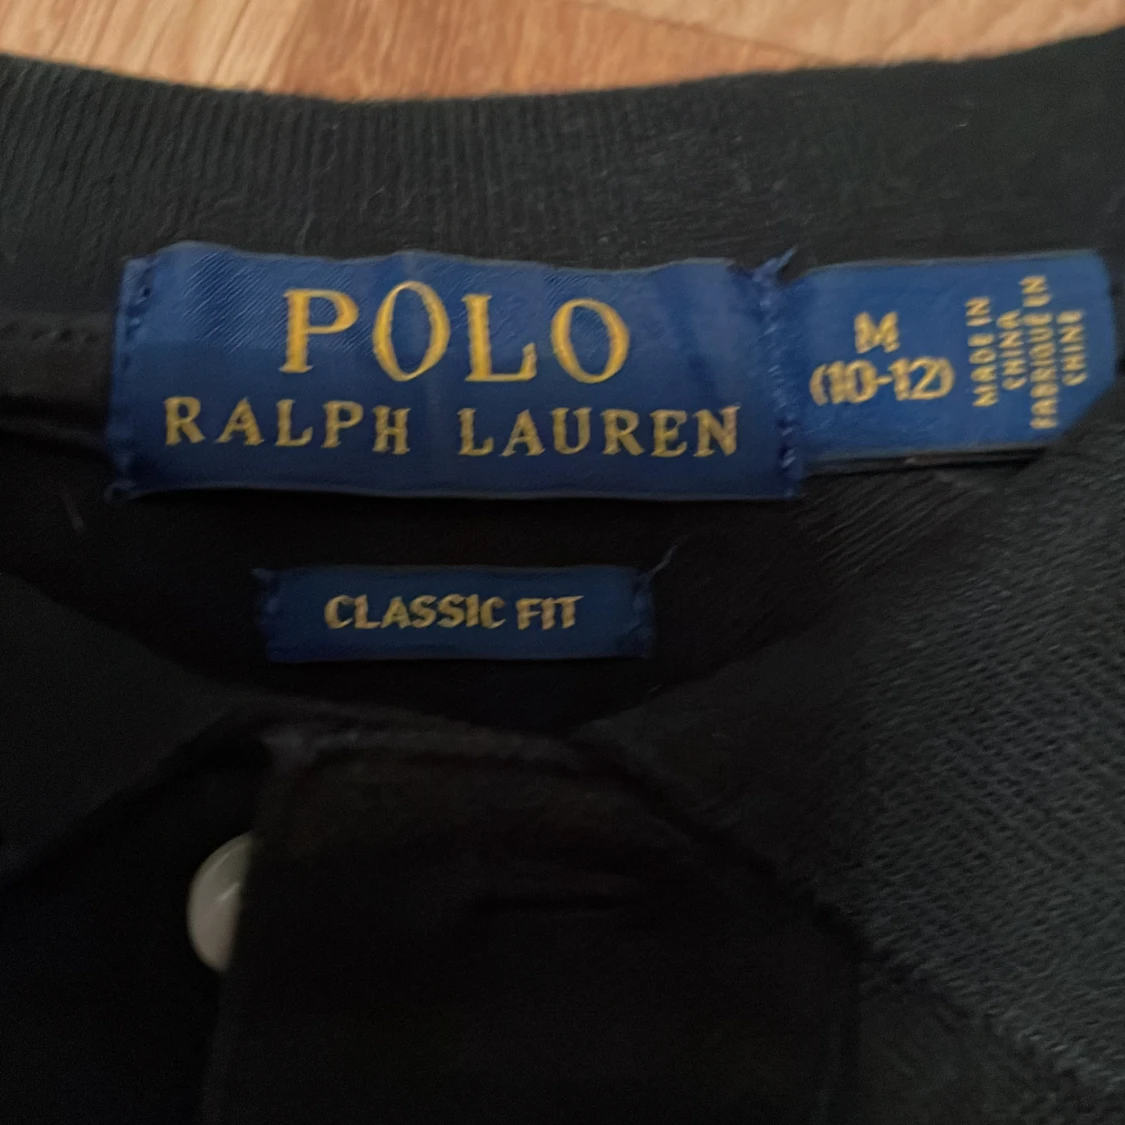 POLO
RALPH LAUREN
M
(10-12)
MADE IN
CHINA
FABRIQUÉ EN
CHINE
CLASSIC FIT